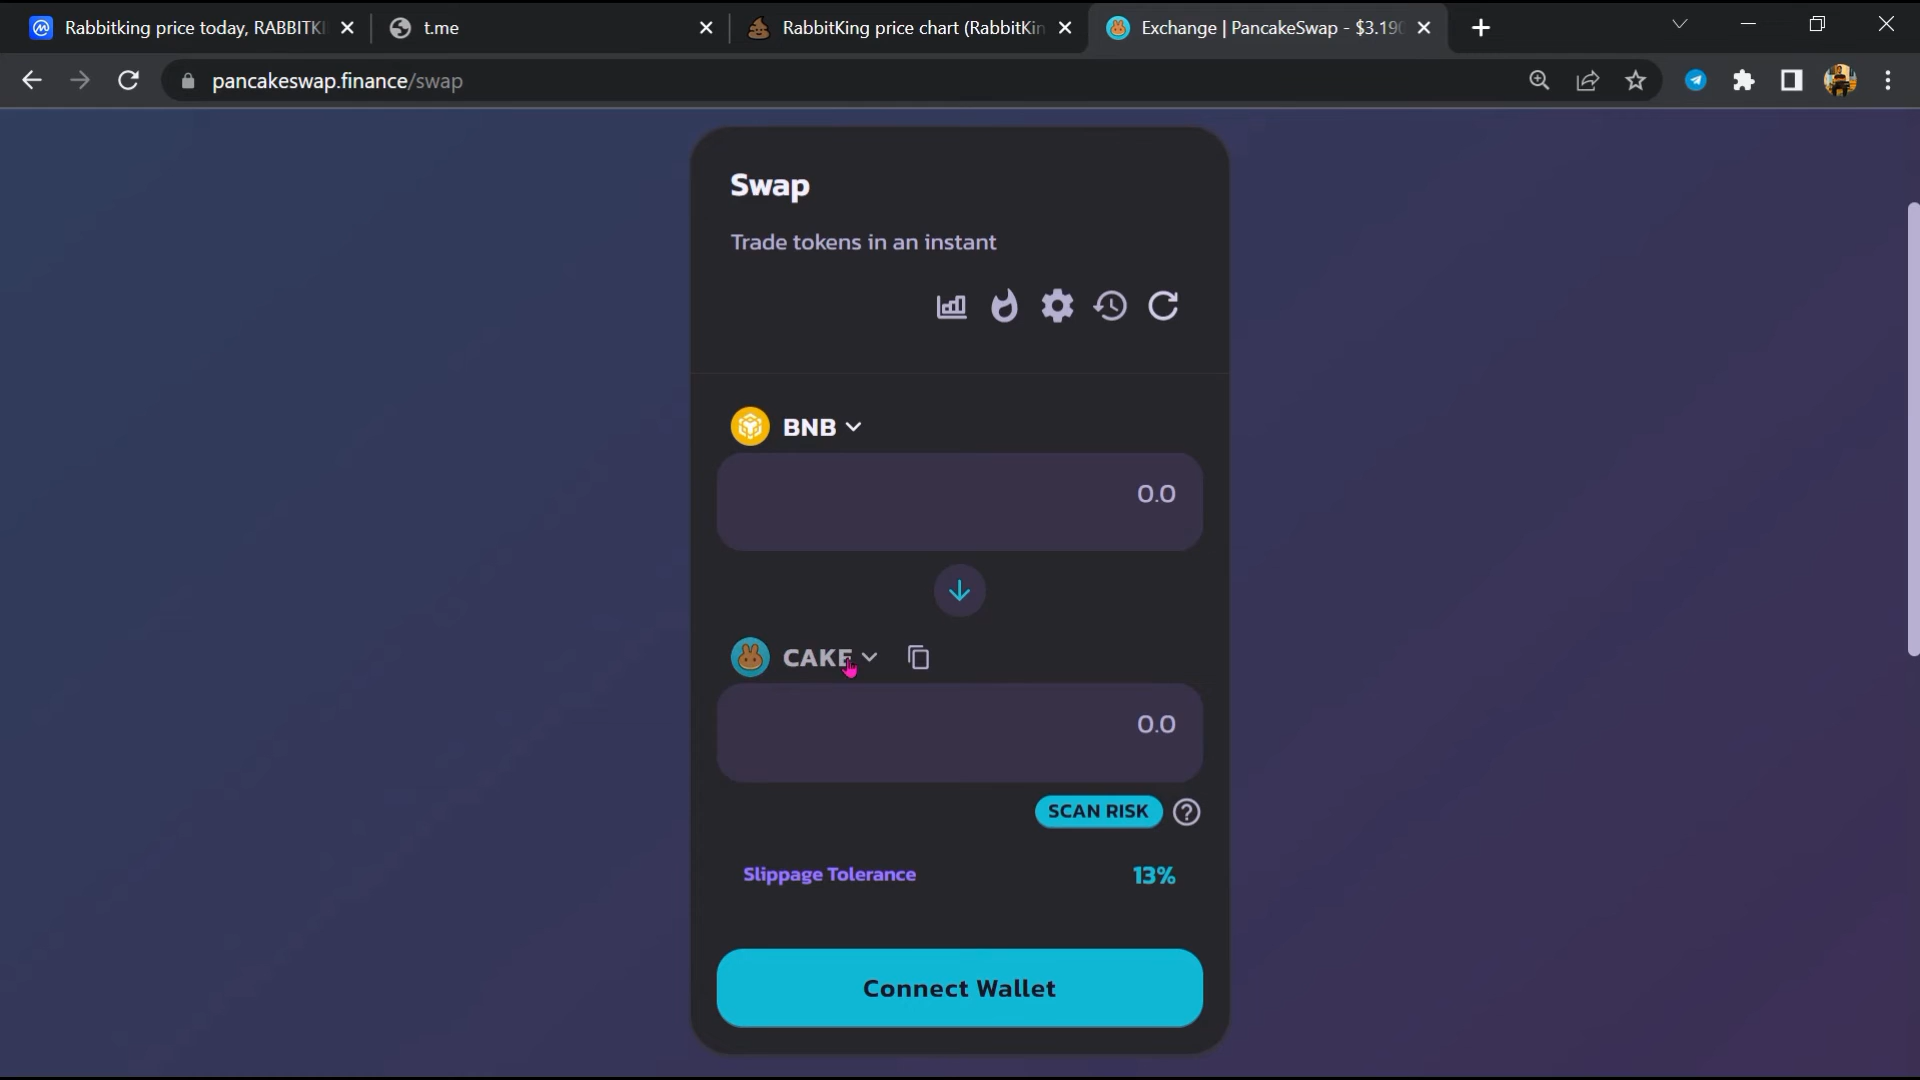 Rabbitking price today, RABBITKI
t.me
RabbitKing price chart (RabbitKin
Exchange | PancakeSwap - $3.190
pancakeswap.finance/swap
Swap
Trade tokens in an instant
BNB
0.0
CAKE
0.0
SCAN RISK
Slippage Tolerance
13%
Connect Wallet